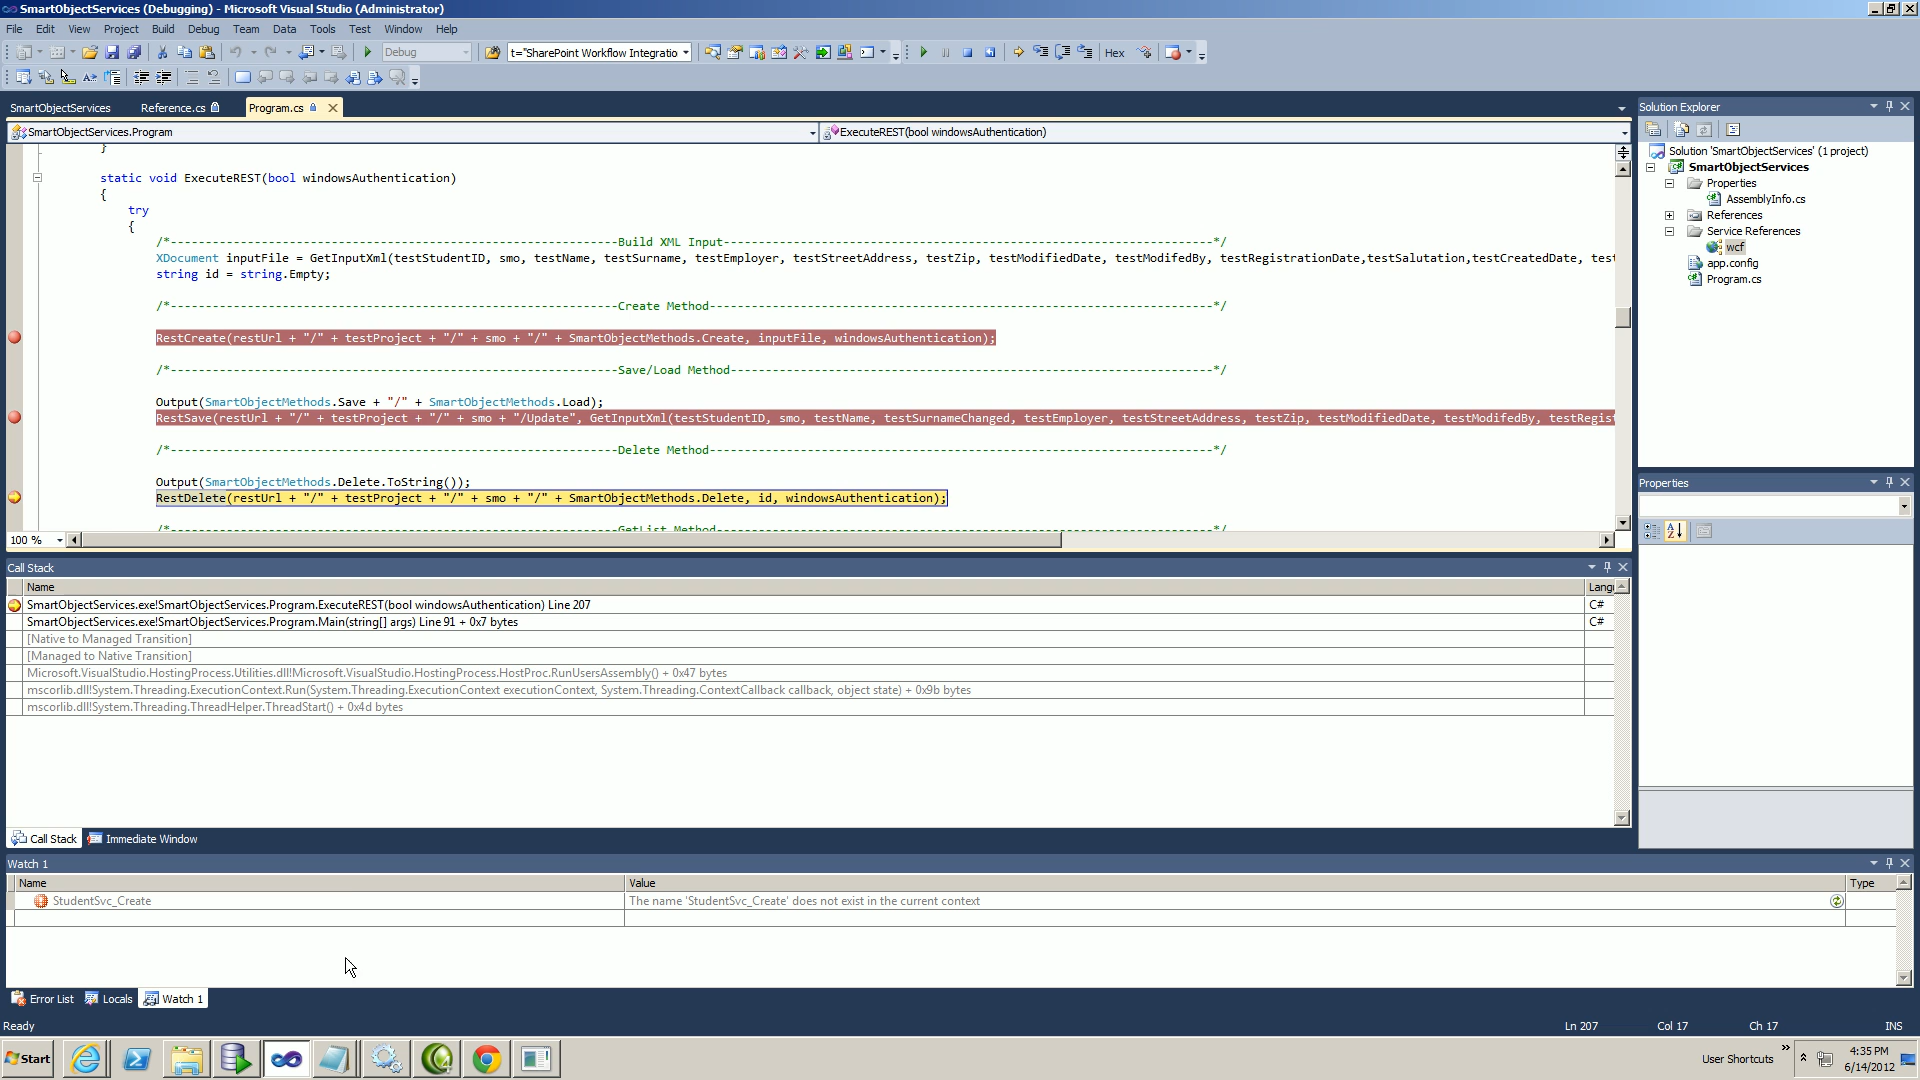 SmartObjectServices (Debugging) - Microsoft Visual Studio (Administrator)
File Edit View Project Build Debug Team Data Tools Test Window Help
Debug t="SharePoint Workflow Integratio Hex
SmartObjectServices Reference.cs Program.cs
SmartObjectServices.Program ExecuteREST(bool windowsAuthentication)
}
static void ExecuteREST(bool windowsAuthentication)
{
try
{
/*----------------------------------------------------------------Build XML Input----------------------------------------------------------------------*/
XDocument inputFile = GetInputXml(testStudentID, smo, testName, testSurname, testEmployer, testStreetAddress, testZip, testModifiedDate, testModifedBy, testRegistrationDate,testSalutation,testCreatedDate, test
string id = string.Empty;
/*----------------------------------------------------------------Create Method------------------------------------------------------------------------*/
RestCreate(restUrl + "/" + testProject + "/" + smo + "/" + SmartObjectMethods.Create, inputFile, windowsAuthentication);
/*----------------------------------------------------------------Save/Load Method---------------------------------------------------------------------*/
Output(SmartObjectMethods.Save + "/" + SmartObjectMethods.Load);
RestSave(restUrl + "/" + testProject + "/" + smo + "/Update", GetInputXml(testStudentID, smo, testName, testSurnameChanged, testEmployer, testStreetAddress, testZip, testModifiedDate, testModifedBy, testRegist
/*----------------------------------------------------------------Delete Method------------------------------------------------------------------------*/
Output(SmartObjectMethods.Delete.ToString());
RestDelete(restUrl + "/" + testProject + "/" + smo + "/" + SmartObjectMethods.Delete, id, windowsAuthentication);
/*----------------------------------------------------------------GetList Method-----------------------------------------------------------------------*/
100 %
Call Stack
Name Lang
SmartObjectServices.exe!SmartObjectServices.Program.ExecuteREST(bool windowsAuthentication) Line 207 C#
SmartObjectServices.exe!SmartObjectServices.Program.Main(string[] args) Line 91 + 0x7 bytes C#
[Native to Managed Transition]
[Managed to Native Transition]
Microsoft.VisualStudio.HostingProcess.Utilities.dll!Microsoft.VisualStudio.HostingProcess.HostProc.RunUsersAssembly() + 0x47 bytes
mscorlib.dll!System.Threading.ExecutionContext.Run(System.Threading.ExecutionContext executionContext, System.Threading.ContextCallback callback, object state) + 0x9b bytes
mscorlib.dll!System.Threading.ThreadHelper.ThreadStart() + 0x4d bytes
Call Stack Immediate Window
Watch 1
Name Value Type
StudentSvc_Create The name 'StudentSvc_Create' does not exist in the current context
Error List Locals Watch 1
Solution Explorer
Solution 'SmartObjectServices' (1 project)
SmartObjectServices
Properties
AssemblyInfo.cs
References
Service References
wcf
app.config
Program.cs
Properties
Ready Ln 207 Col 17 Ch 17 INS
Start User Shortcuts 4:35 PM
6/14/2012